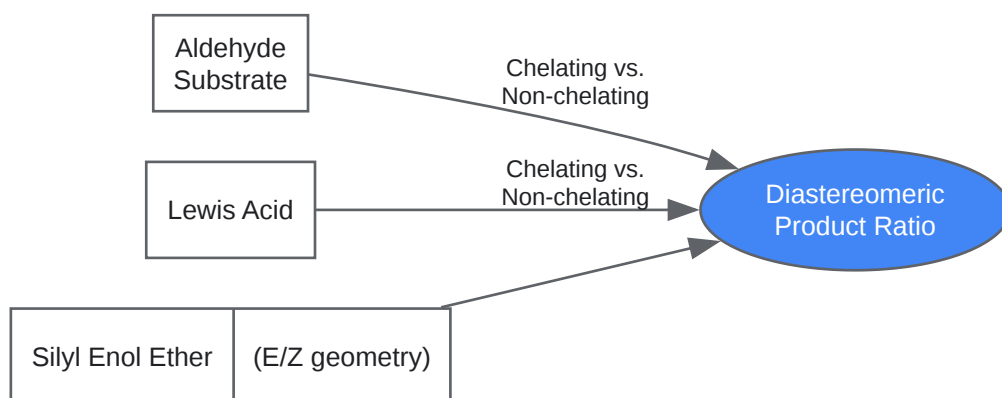 Aldehyde
Substrate
Chelating vs.
Non-chelating
Lewis Acid
Chelating vs.
Non-chelating
Diastereomeric
Product Ratio
Silyl Enol Ether
(E/Z geometry)